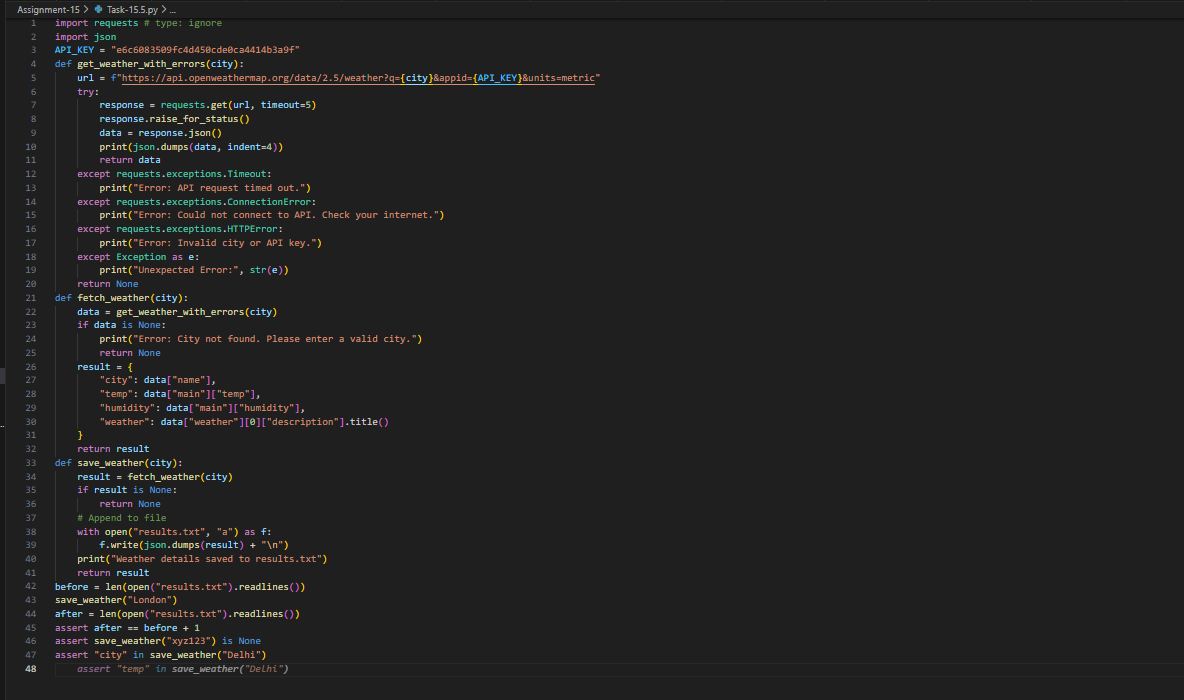 Assignment-15 > Task-15.5.py > ...
1 import requests # type: ignore
2 import json
3 API_KEY = "e6c6083509fc4d450cde0ca4414b3a9f"
4 def get_weather_with_errors(city):
5     url = f"https://api.openweathermap.org/data/2.5/weather?q={city}&appid={API_KEY}&units=metric"
6     try:
7         response = requests.get(url, timeout=5)
8         response.raise_for_status()
9         data = response.json()
10         print(json.dumps(data, indent=4))
11         return data
12     except requests.exceptions.Timeout:
13         print("Error: API request timed out.")
14     except requests.exceptions.ConnectionError:
15         print("Error: Could not connect to API. Check your internet.")
16     except requests.exceptions.HTTPError:
17         print("Error: Invalid city or API key.")
18     except Exception as e:
19         print("Unexpected Error:", str(e))
20     return None
21 def fetch_weather(city):
22     data = get_weather_with_errors(city)
23     if data is None:
24         print("Error: City not found. Please enter a valid city.")
25         return None
26     result = {
27         "city": data["name"],
28         "temp": data["main"]["temp"],
29         "humidity": data["main"]["humidity"],
30         "weather": data["weather"][0]["description"].title()
31     }
32     return result
33 def save_weather(city):
34     result = fetch_weather(city)
35     if result is None:
36         return None
37     # Append to file
38     with open("results.txt", "a") as f:
39         f.write(json.dumps(result) + "\n")
40     print("Weather details saved to results.txt")
41     return result
42 before = len(open("results.txt").readlines())
43 save_weather("London")
44 after = len(open("results.txt").readlines())
45 assert after == before + 1
46 assert save_weather("xyz123") is None
47 assert "city" in save_weather("Delhi")
48     assert "temp" in save_weather("Delhi")